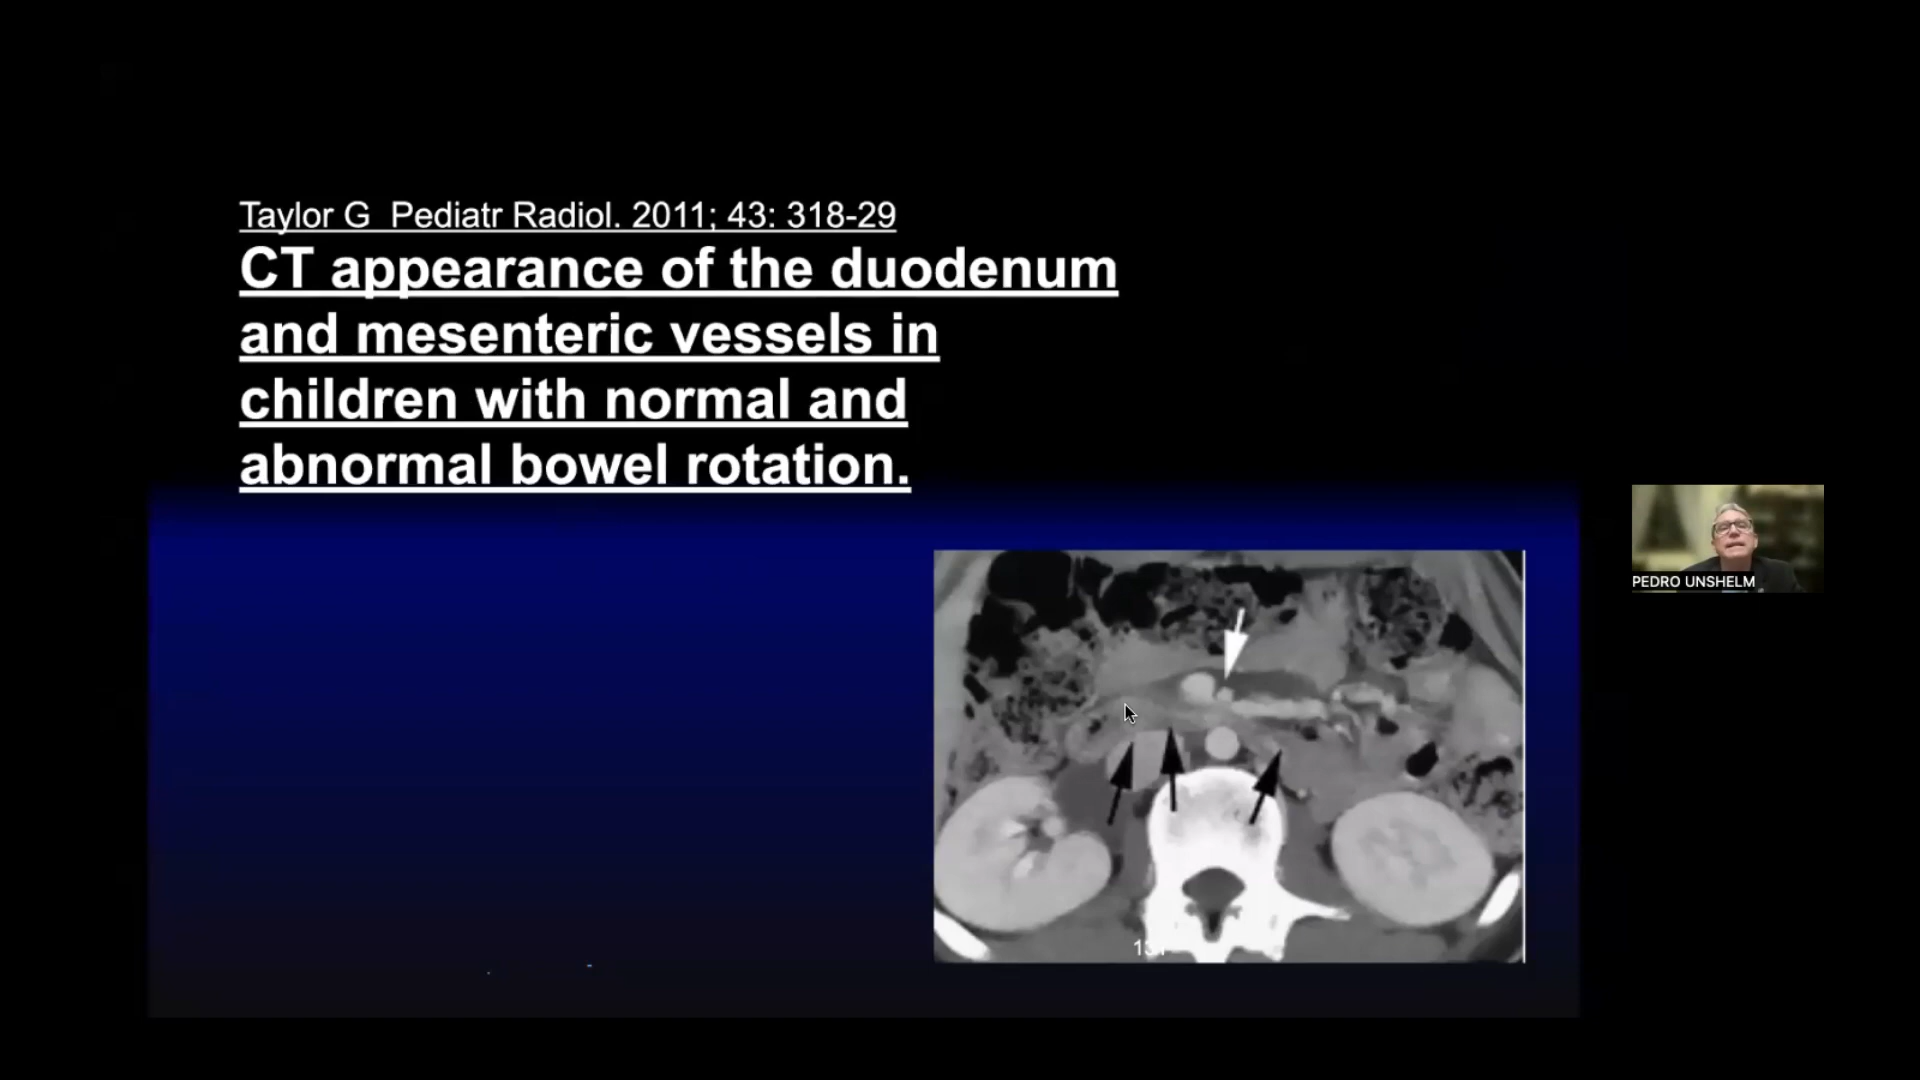 Taylor G Pediatr Radiol. 2011; 43: 318-29
CT appearance of the duodenum
and mesenteric vessels in
children with normal and
abnormal bowel rotation.
PEDRO UNSHELM